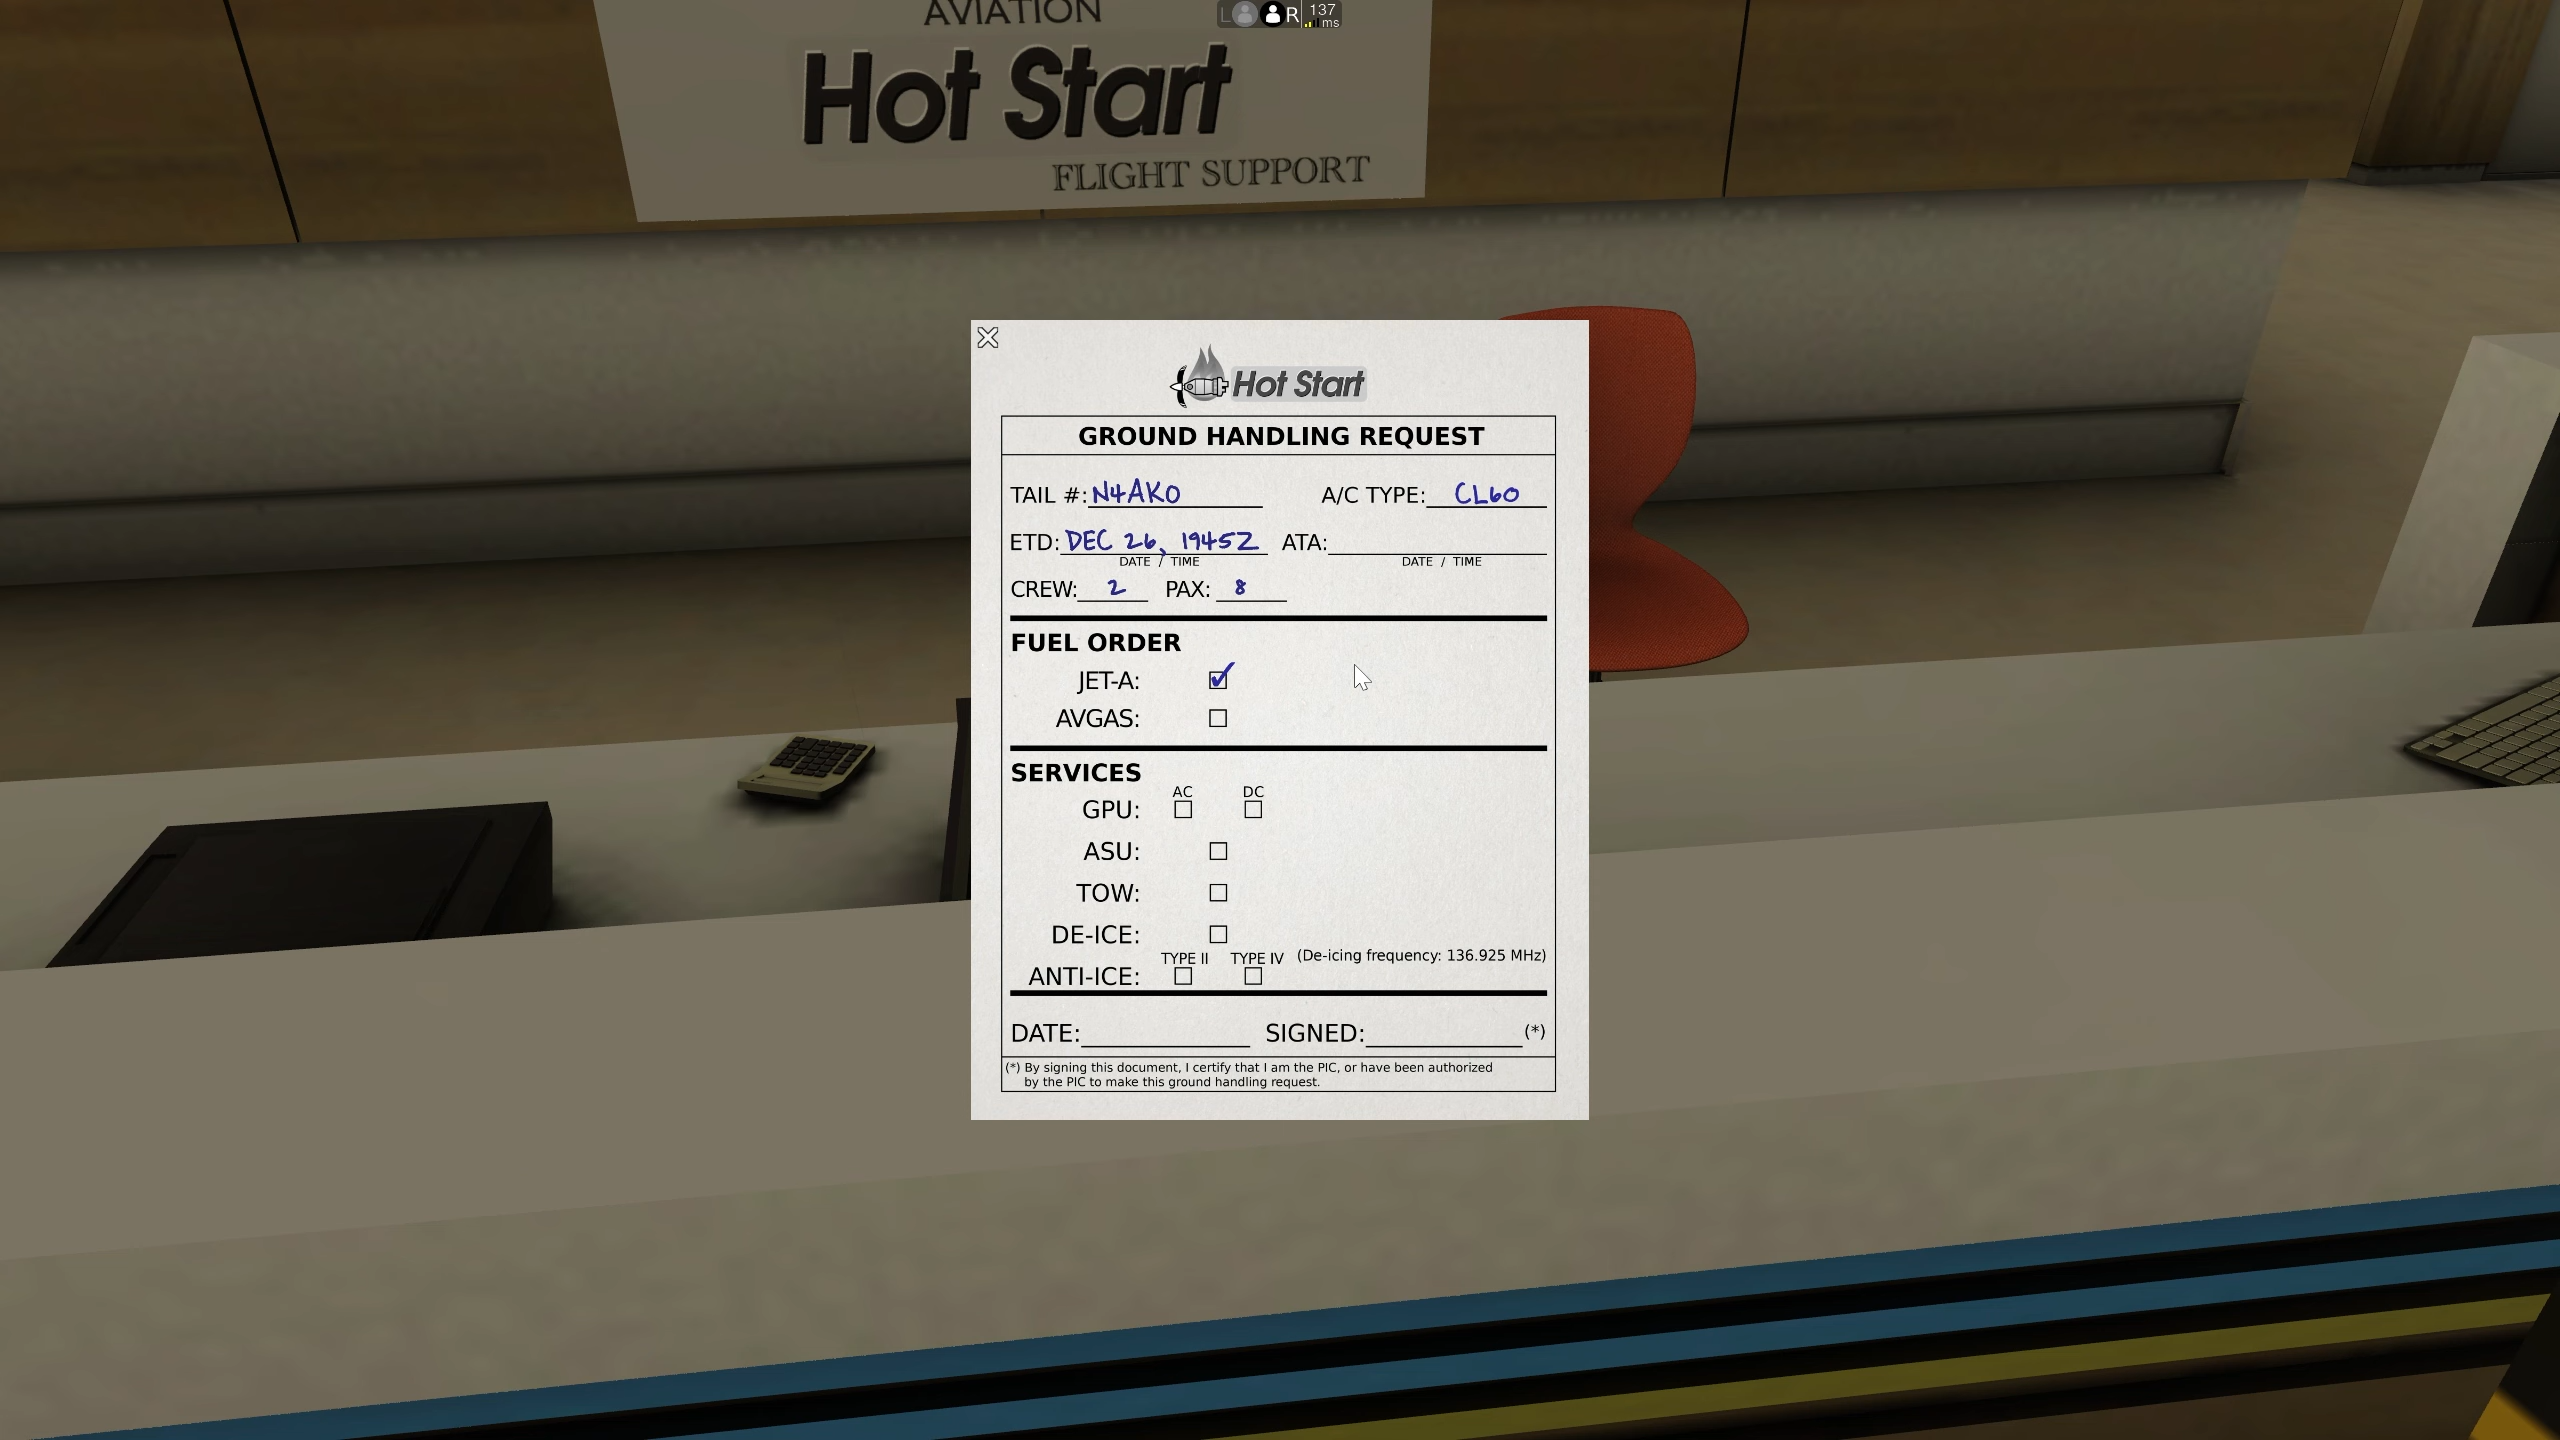 AVIATION
Hot Start
FLIGHT SUPPORT
L R 137 ms
Hot Start
GROUND HANDLING REQUEST
TAIL #: N4AKO A/C TYPE: CL60
ETD: DEC 26, 1945Z ATA:
DATE / TIME DATE / TIME
CREW: 2 PAX: 8
FUEL ORDER
JET-A:
AVGAS:
SERVICES
AC DC
GPU:
ASU:
TOW:
DE-ICE:
TYPE II TYPE IV (De-icing frequency: 136.925 MHz)
ANTI-ICE:
DATE: SIGNED: (*)
(*) By signing this document, I certify that I am the PIC, or have been authorized
by the PIC to make this ground handling request.